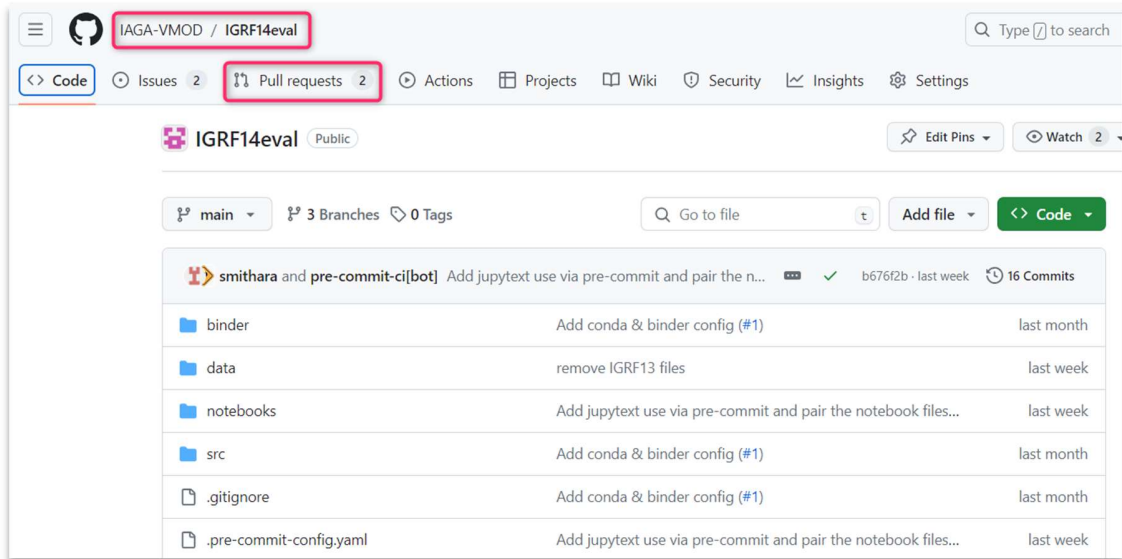 IAGA-VMOD / IGRF14eval
Type / to search
Code Issues 2 Pull requests 2 Actions Projects Wiki Security Insights Settings
IGRF14eval Public
Edit Pins Watch 2
main 3 Branches 0 Tags
Go to file t
Add file Code
smithara and pre-commit-ci[bot] Add jupytext use via pre-commit and pair the n... b676f2b · last week 16 Commits
binder Add conda & binder config (#1) last month
data remove IGRF13 files last week
notebooks Add jupytext use via pre-commit and pair the notebook files... last week
src Add conda & binder config (#1) last month
.gitignore Add conda & binder config (#1) last month
.pre-commit-config.yaml Add jupytext use via pre-commit and pair the notebook files... last week